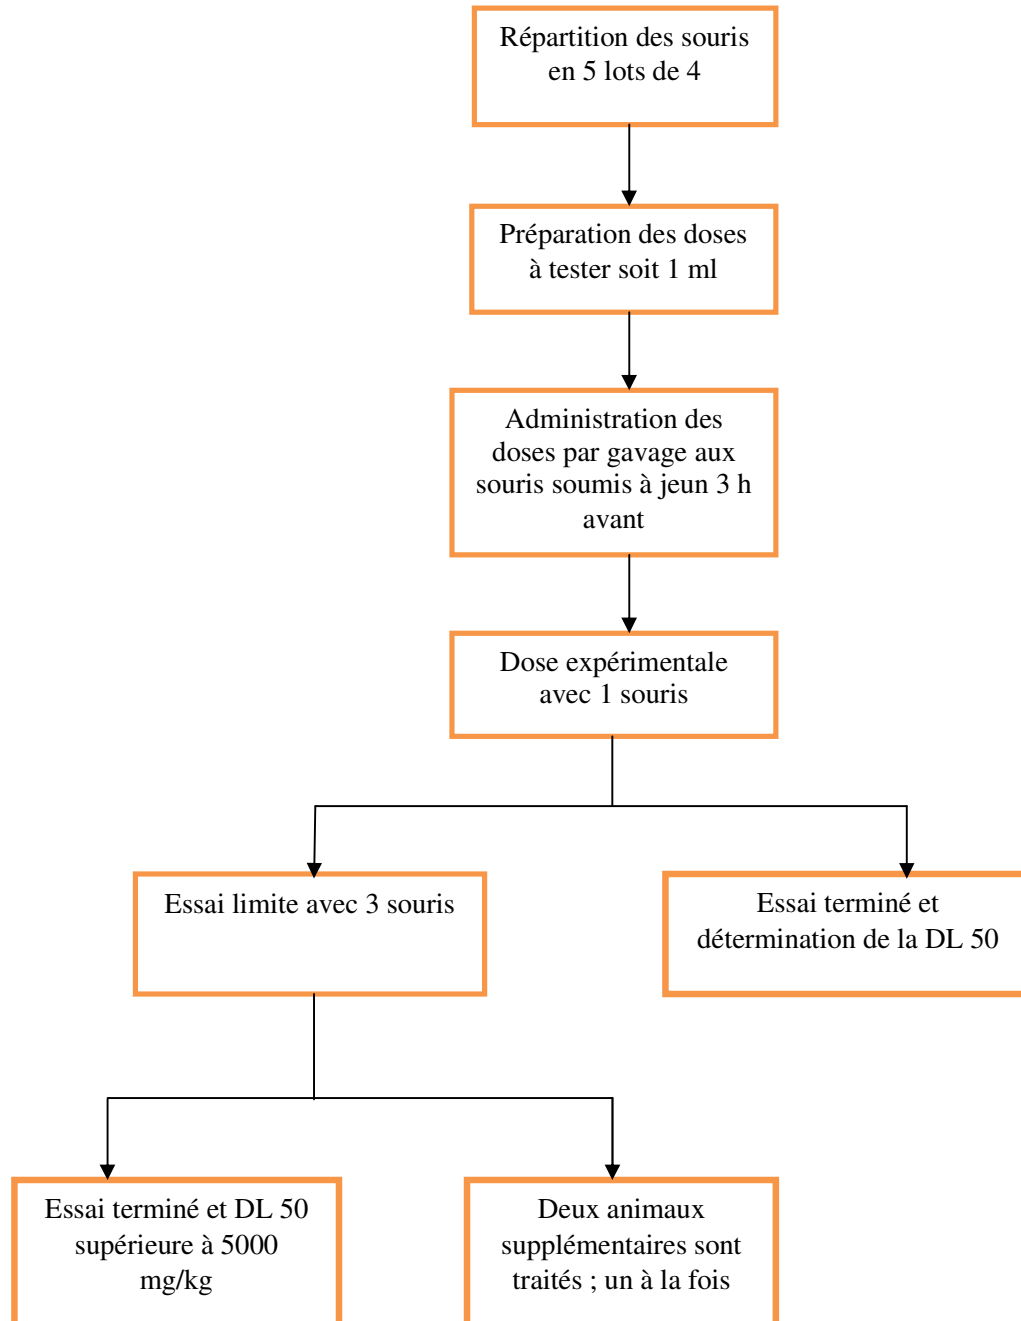 Répartition des souris
en 5 lots de 4
Préparation des doses
à tester soit 1 ml
Administration des
doses par gavage aux
souris soumis à jeun 3 h
avant
Dose expérimentale
avec 1 souris
Essai limite avec 3 souris
Essai terminé et
détermination de la DL 50
Essai terminé et DL 50
supérieure à 5000
mg/kg
Deux animaux
supplémentaires sont
traités ; un à la fois